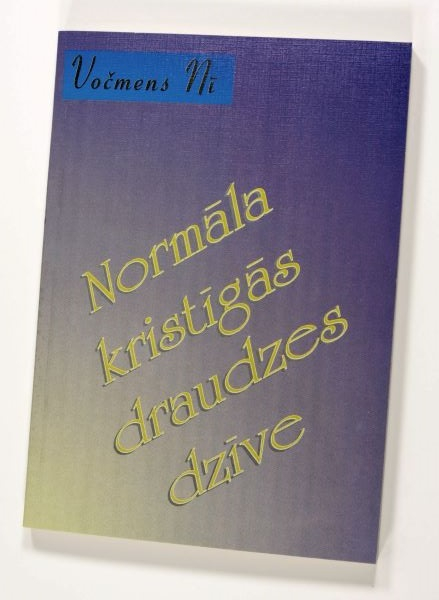 Vočmens Nī
Normāla
kristīgās
draudzes
dzīve